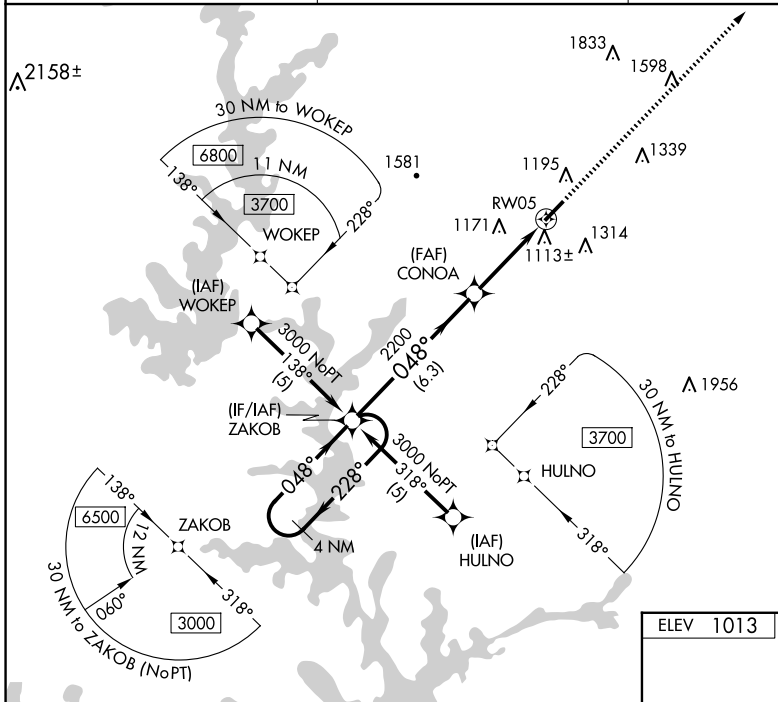 2158±
1833
1598
30 NM to WOKEP
6800
11 NM
1581
1339
138°
3700
228°
1195
RW05
WOKEP
1171
1314
1113±
(FAF)
CONOA
(IAF)
WOKEP
3000 NoPT
138°
(5)
2200
048°
(6.3)
228°
30 NM to HULNO
1956
(IF/IAF)
ZAKOB
3700
3000 NoPT
318°
(5)
HULNO
048°
228°
138°
6500
12 NM
ZAKOB
318°
4 NM
(IAF)
HULNO
060°
3000
318°
30 NM to ZAKOB (NoPT)
ELEV 1013